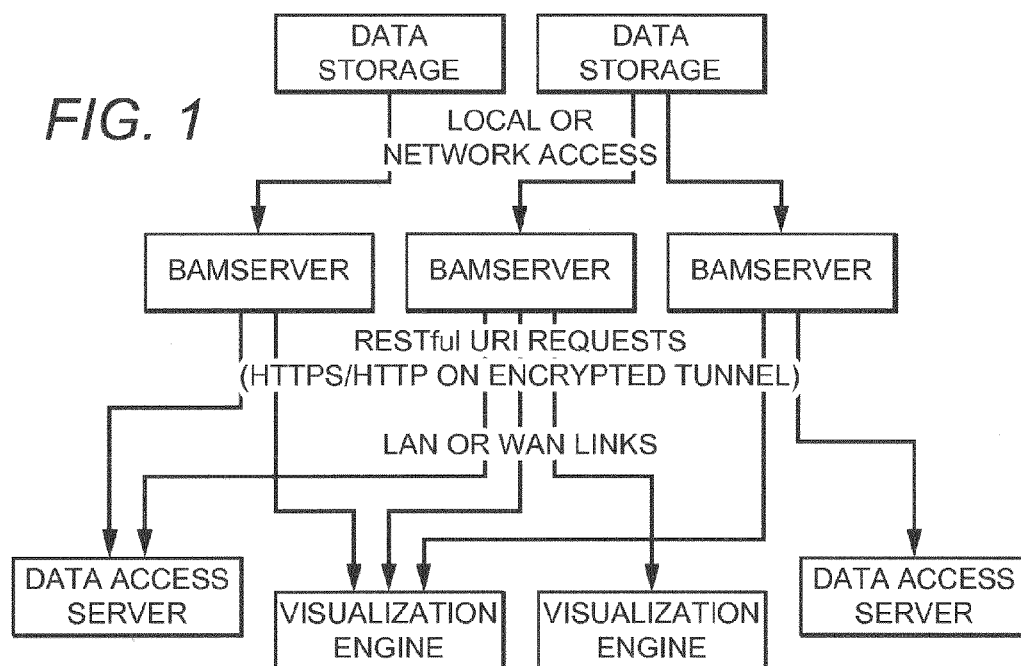 DATA
STORAGE
DATA
STORAGE
FIG. 1
LOCAL OR
NETWORK ACCESS
BAMSERVER
BAMSERVER
BAMSERVER
RESTful URI REQUESTS
(HTTPS/HTTP ON ENCRYPTED TUNNEL)
LAN OR WAN LINKS
DATA ACCESS
SERVER
VISUALIZATION
ENGINE
VISUALIZATION
ENGINE
DATA ACCESS
SERVER